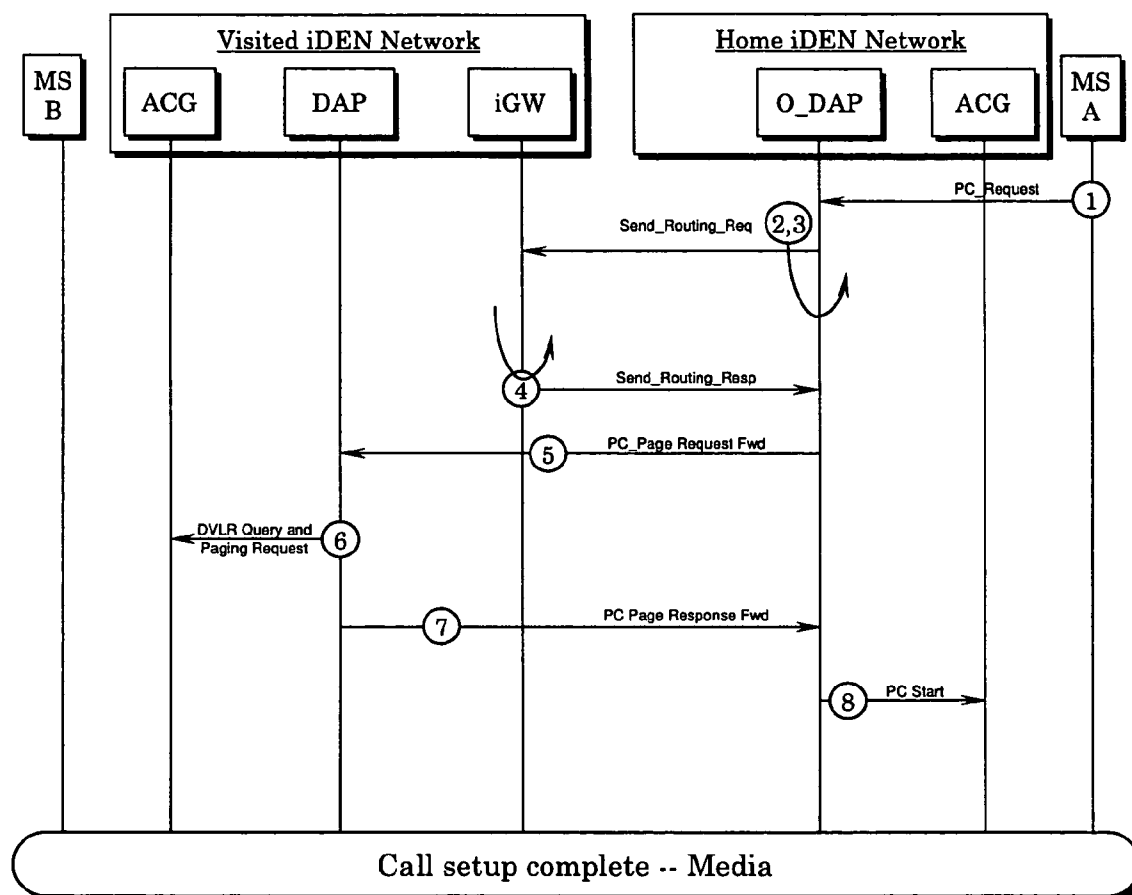 Visited iDEN Network
Home iDEN Network
MS
B
ACG
DAP
iGW
O_DAP
ACG
MS
A
PC_Request
1
Send_Routing_Req
2,3
4
Send_Routing_Resp
5
PC_Page Request Fwd
DVLR Query and
Paging Request
6
7
PC Page Response Fwd
8
PC Start
Call setup complete -- Media